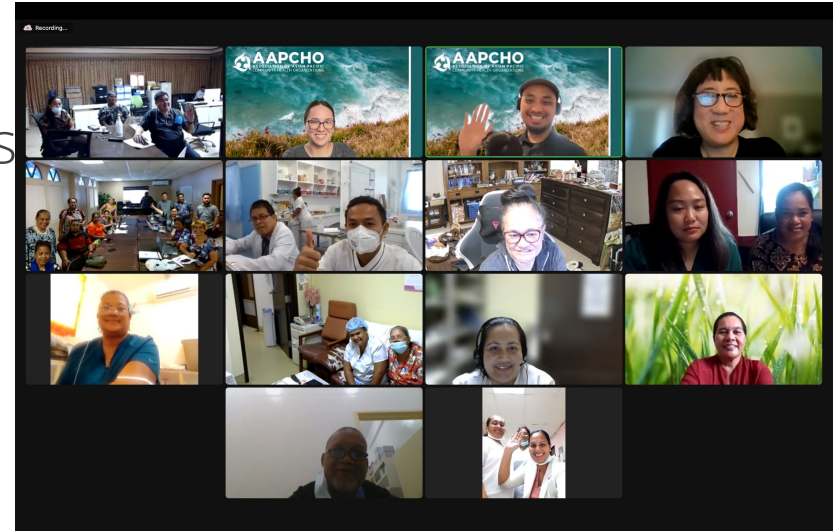 Recording...
AAPCHO
ASSOCIATION OF ASIAN PACIFIC
COMMUNITY HEALTH ORGANIZATIONS
AAPCHO
ASSOCIATION OF ASIAN PACIFIC
COMMUNITY HEALTH ORGANIZATIONS
s